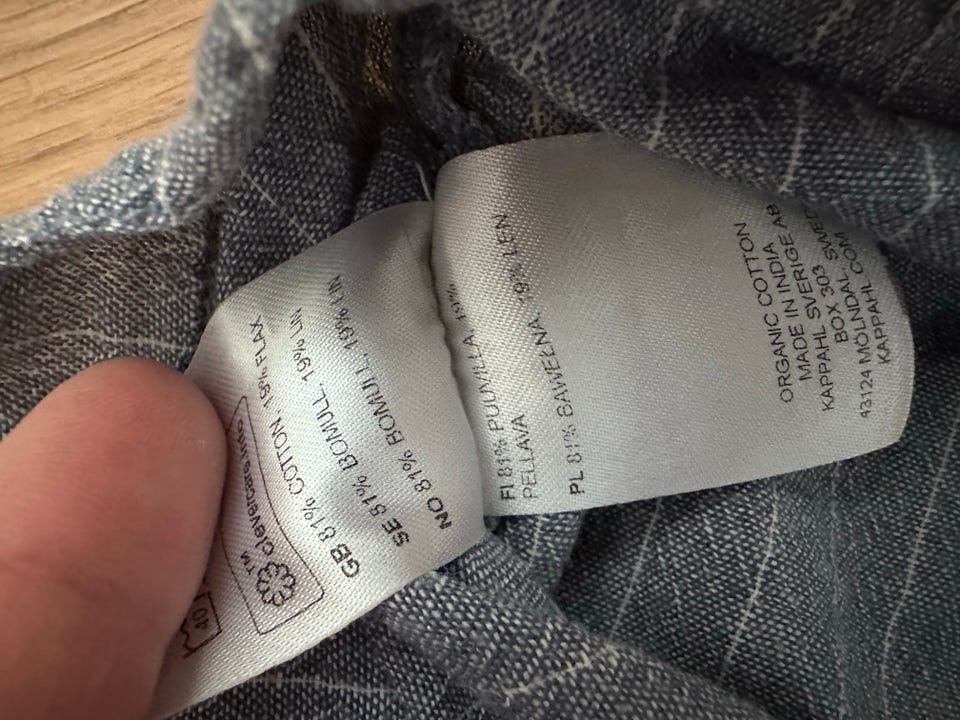 40
clevercare.info
™
GB 81% COTTON, 19% FLAX
SE 81% BOMULL, 19% LIN
NO 81% BOMULL, 19% LIN
FI 81% PUUVILLA, 19%
PELLAVA
PL 81% BAWEŁNA, 19% LEN
ORGANIC COTTON
MADE IN INDIA
KAPPAHL SVERIGE AB
BOX 303
43124 MÖLNDAL,
KAPPAHL.COM